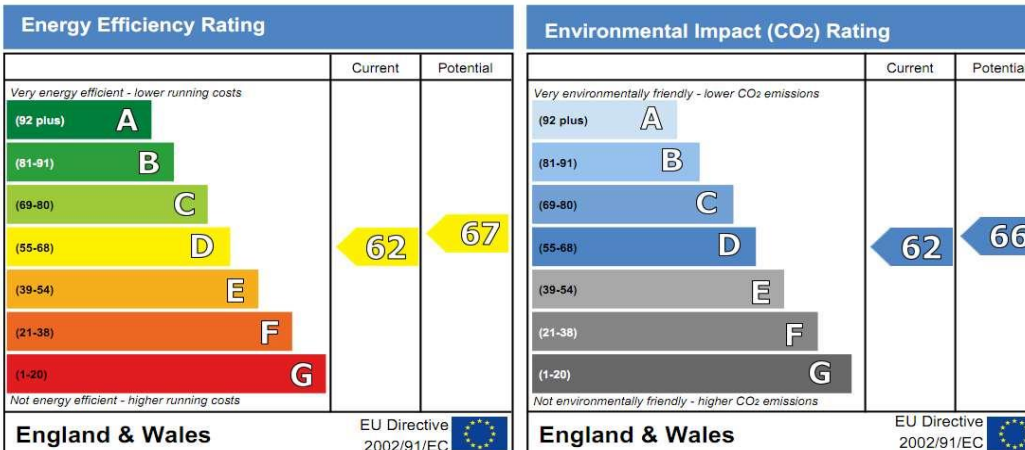 Energy Efficiency Rating
Current Potential
Very energy efficient - lower running costs
(92 plus) A
(81-91) B
(69-80) C
(55-68) D
(39-54) E
(21-38) F
(1-20) G
62
67
Not energy efficient - higher running costs
England & Wales
EU Directive
2002/91/EC
Environmental Impact (CO2) Rating
Current Potential
Very environmentally friendly - lower CO2 emissions
(92 plus) A
(81-91) B
(69-80) C
(55-68) D
(39-54) E
(21-38) F
(1-20) G
62
66
Not environmentally friendly - higher CO2 emissions
England & Wales
EU Directive
2002/91/EC